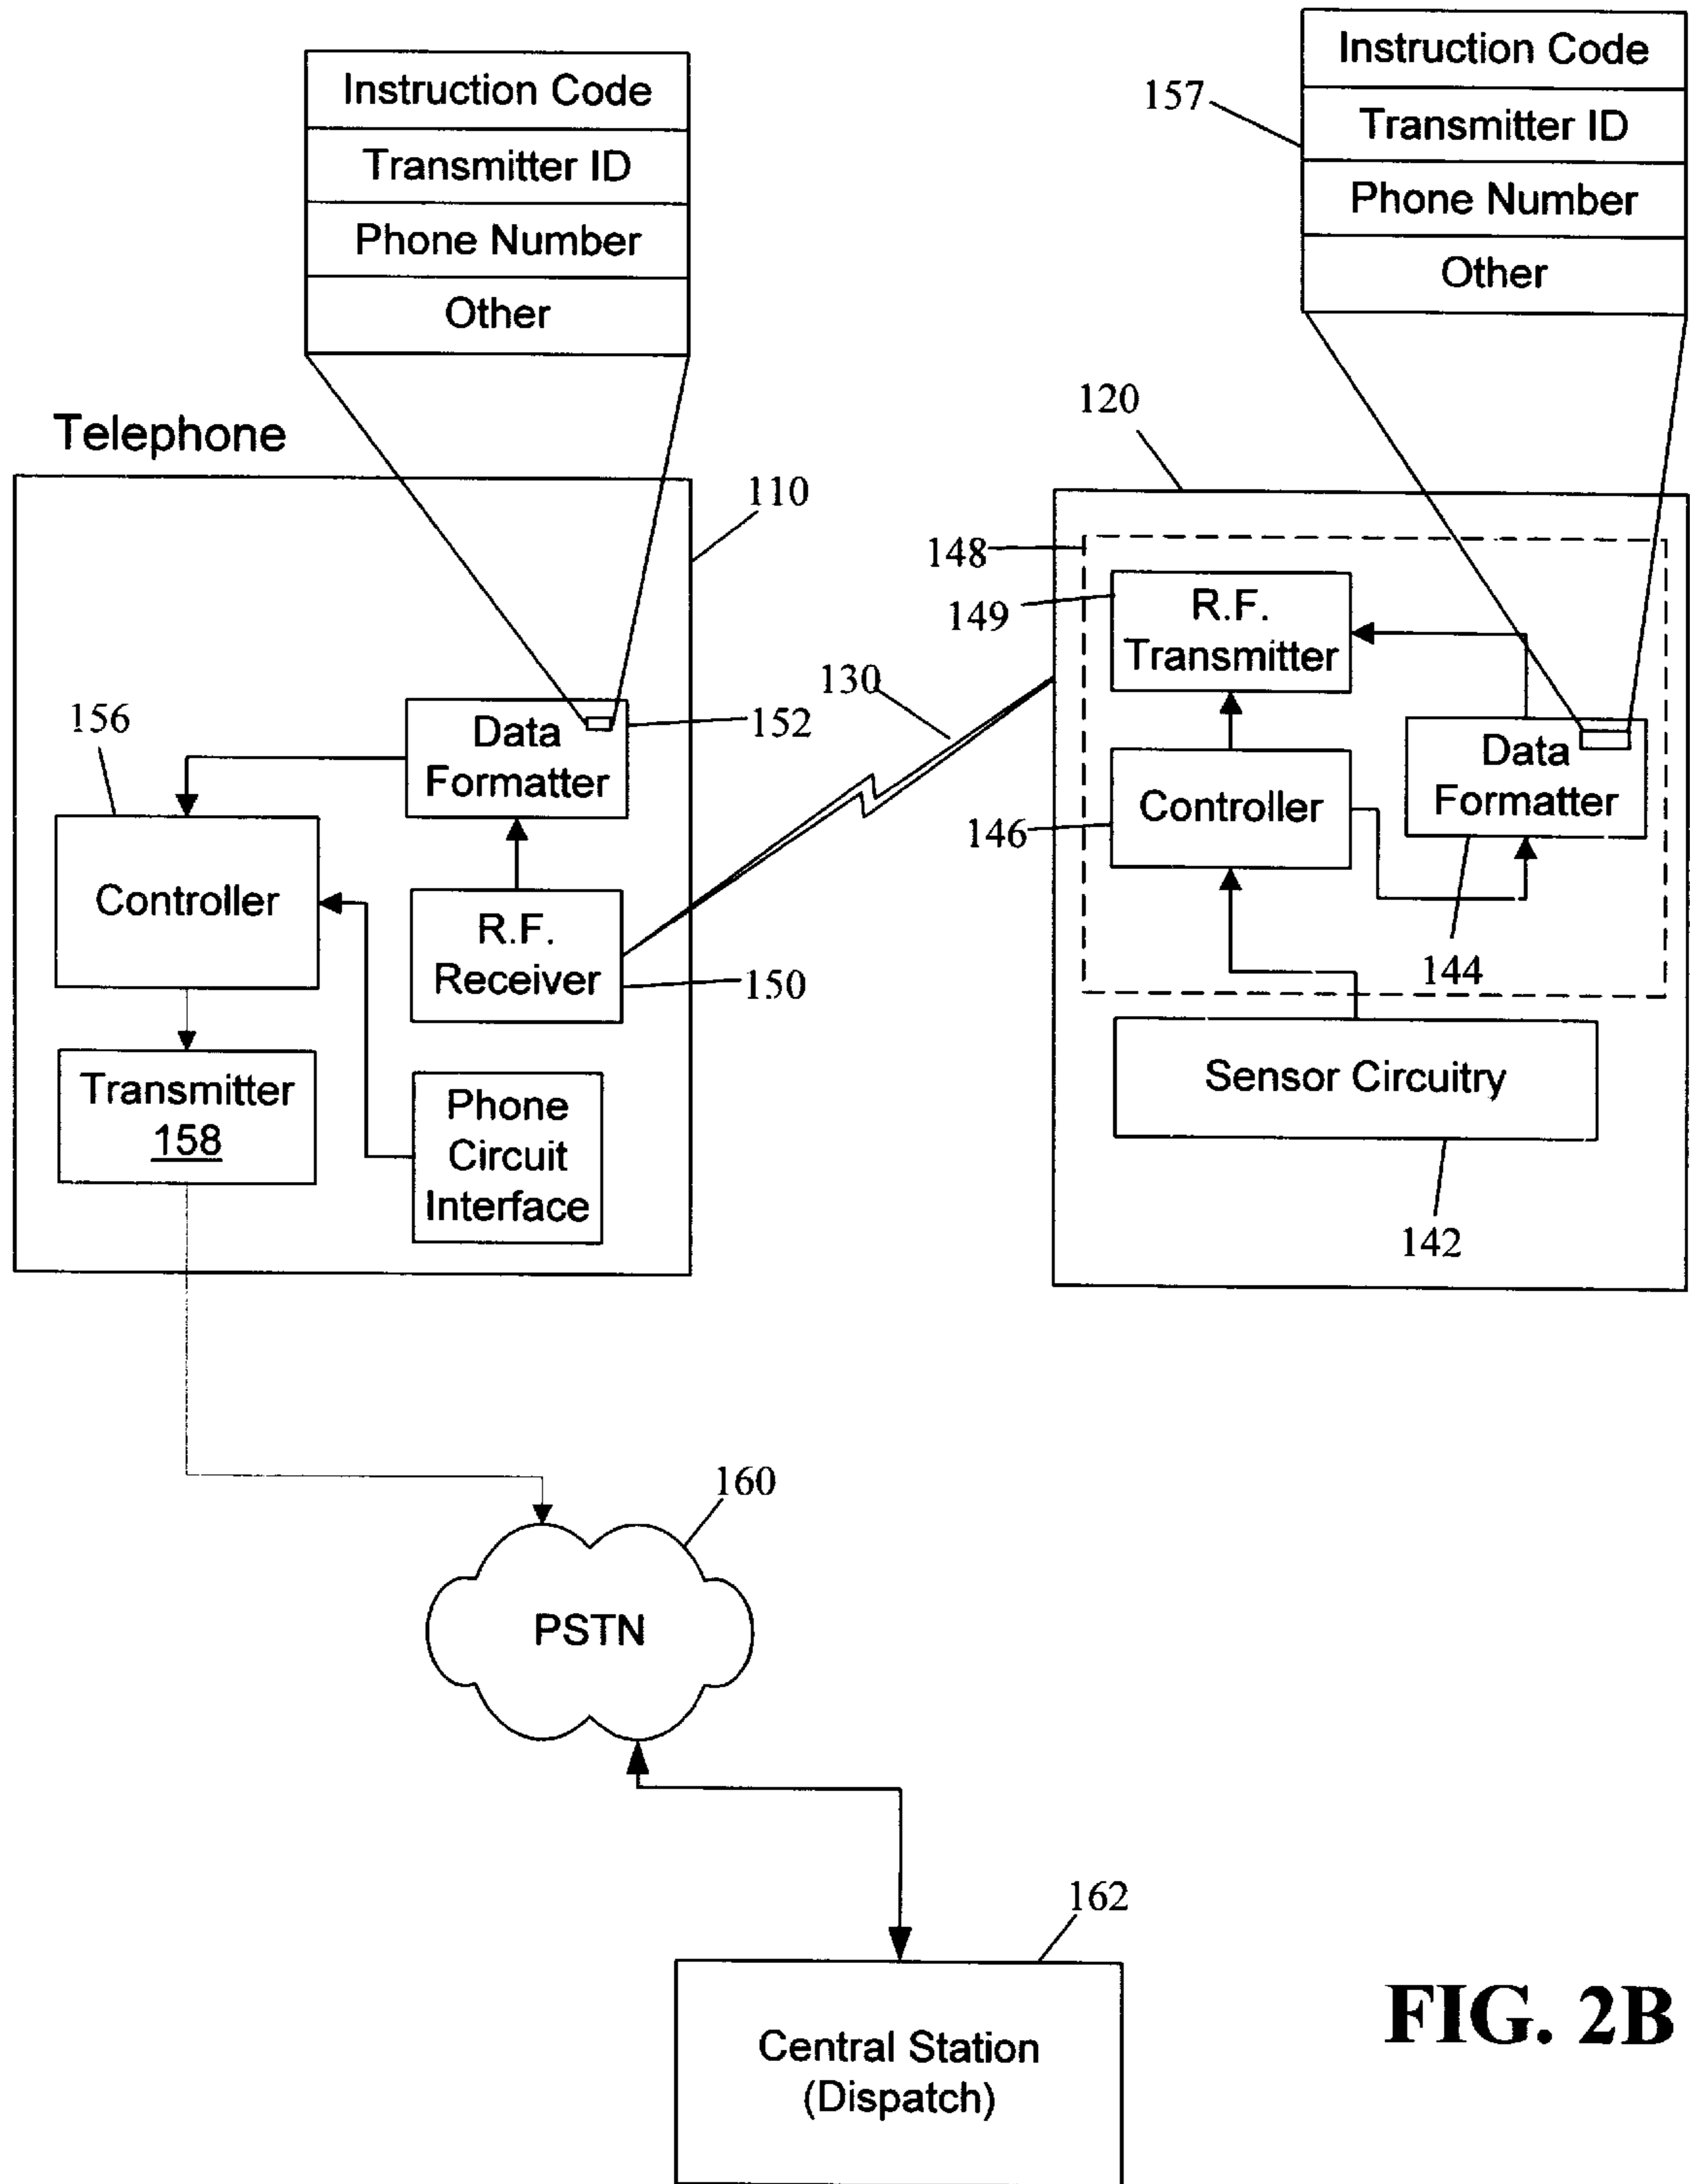 Instruction Code
Transmitter ID
Phone Number
Other
157
Instruction Code
Transmitter ID
Phone Number
Other
Telephone
110
120
148
149
R.F.
Transmitter
130
156
Data
Formatter
152
Controller
146
Controller
Data
Formatter
144
R.F.
Receiver
150
Transmitter
158
Phone
Circuit
Interface
Sensor Circuitry
142
160
PSTN
162
Central Station
(Dispatch)
FIG. 2B